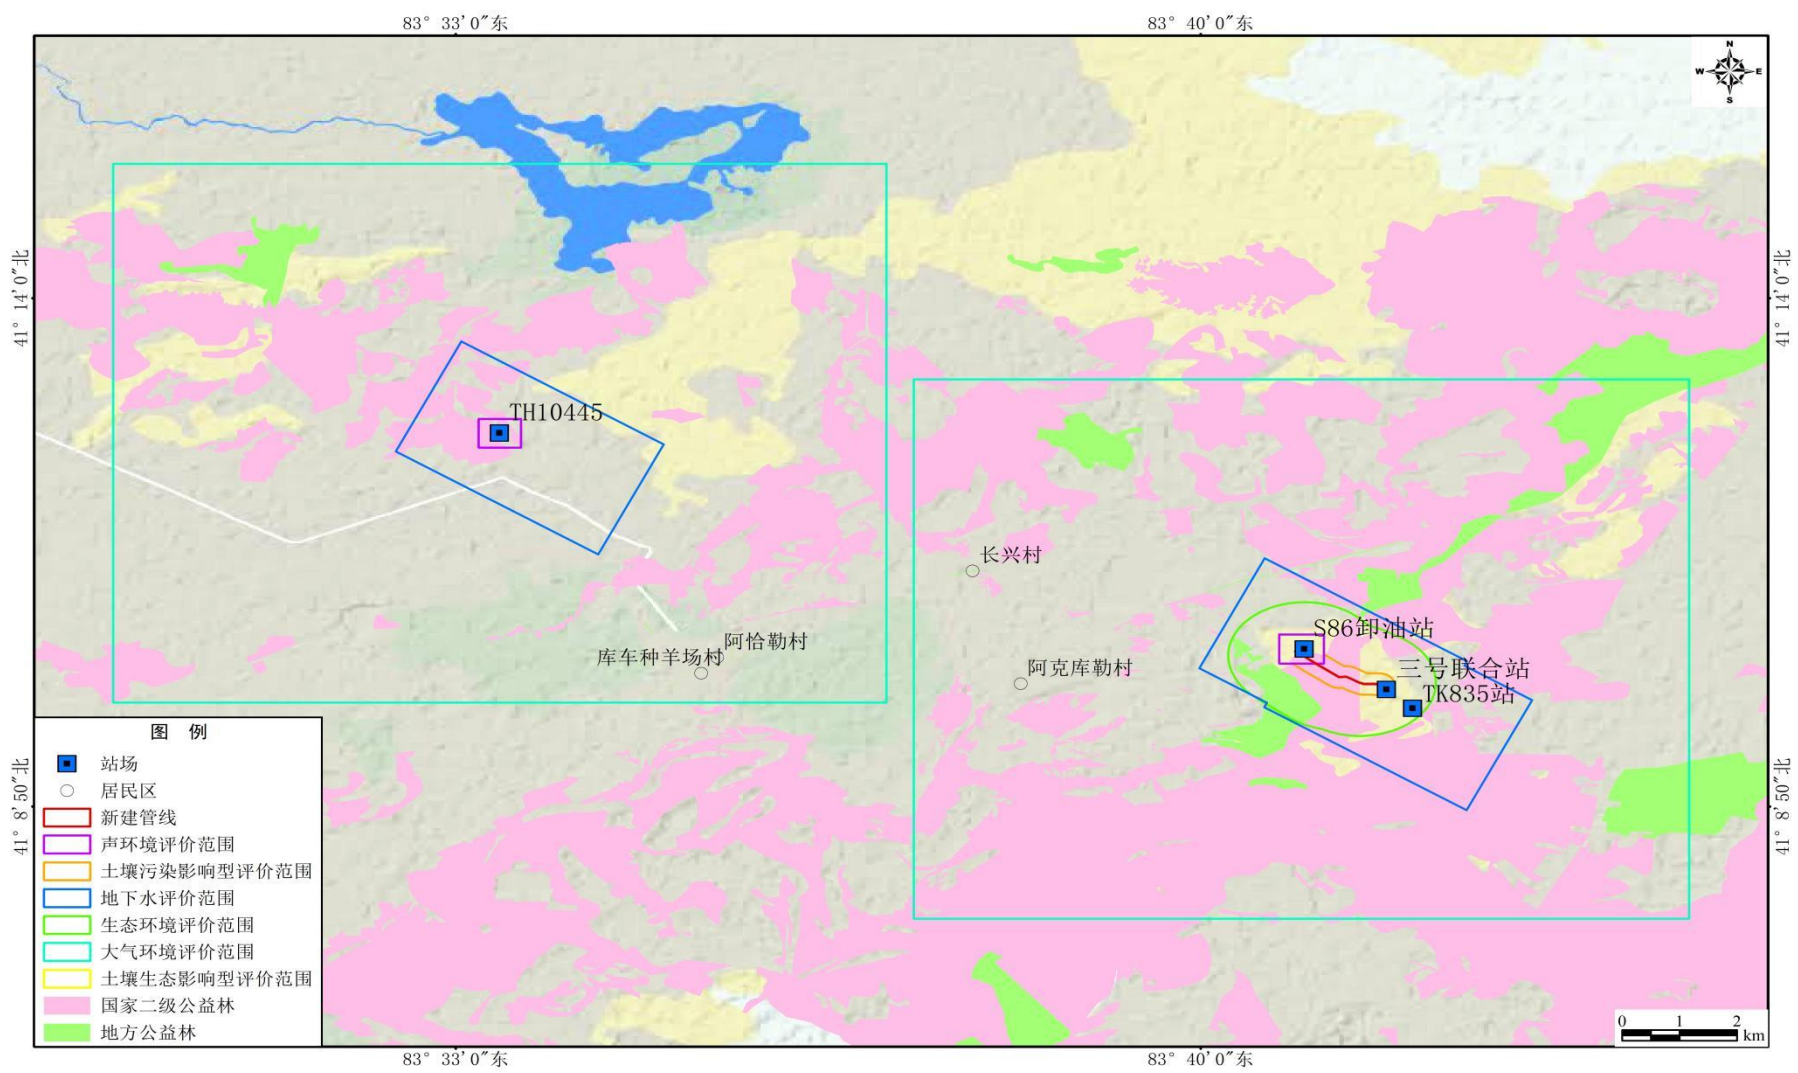 83° 33′0″东
83° 40′0″东
N
W
E
S
41° 14′0″北
41° 14′0″北
TH10445
长兴村
阿恰勒村
库车种羊场村
阿克库勒村
S86卸油站
三号联合站
TK835站
图 例
站场
居民区
新建管线
声环境评价范围
土壤污染影响型评价范围
地下水评价范围
生态环境评价范围
大气环境评价范围
土壤生态影响型评价范围
国家二级公益林
地方公益林
41° 8′50″北
41° 8′50″北
0 1 2
km
83° 33′0″东
83° 40′0″东